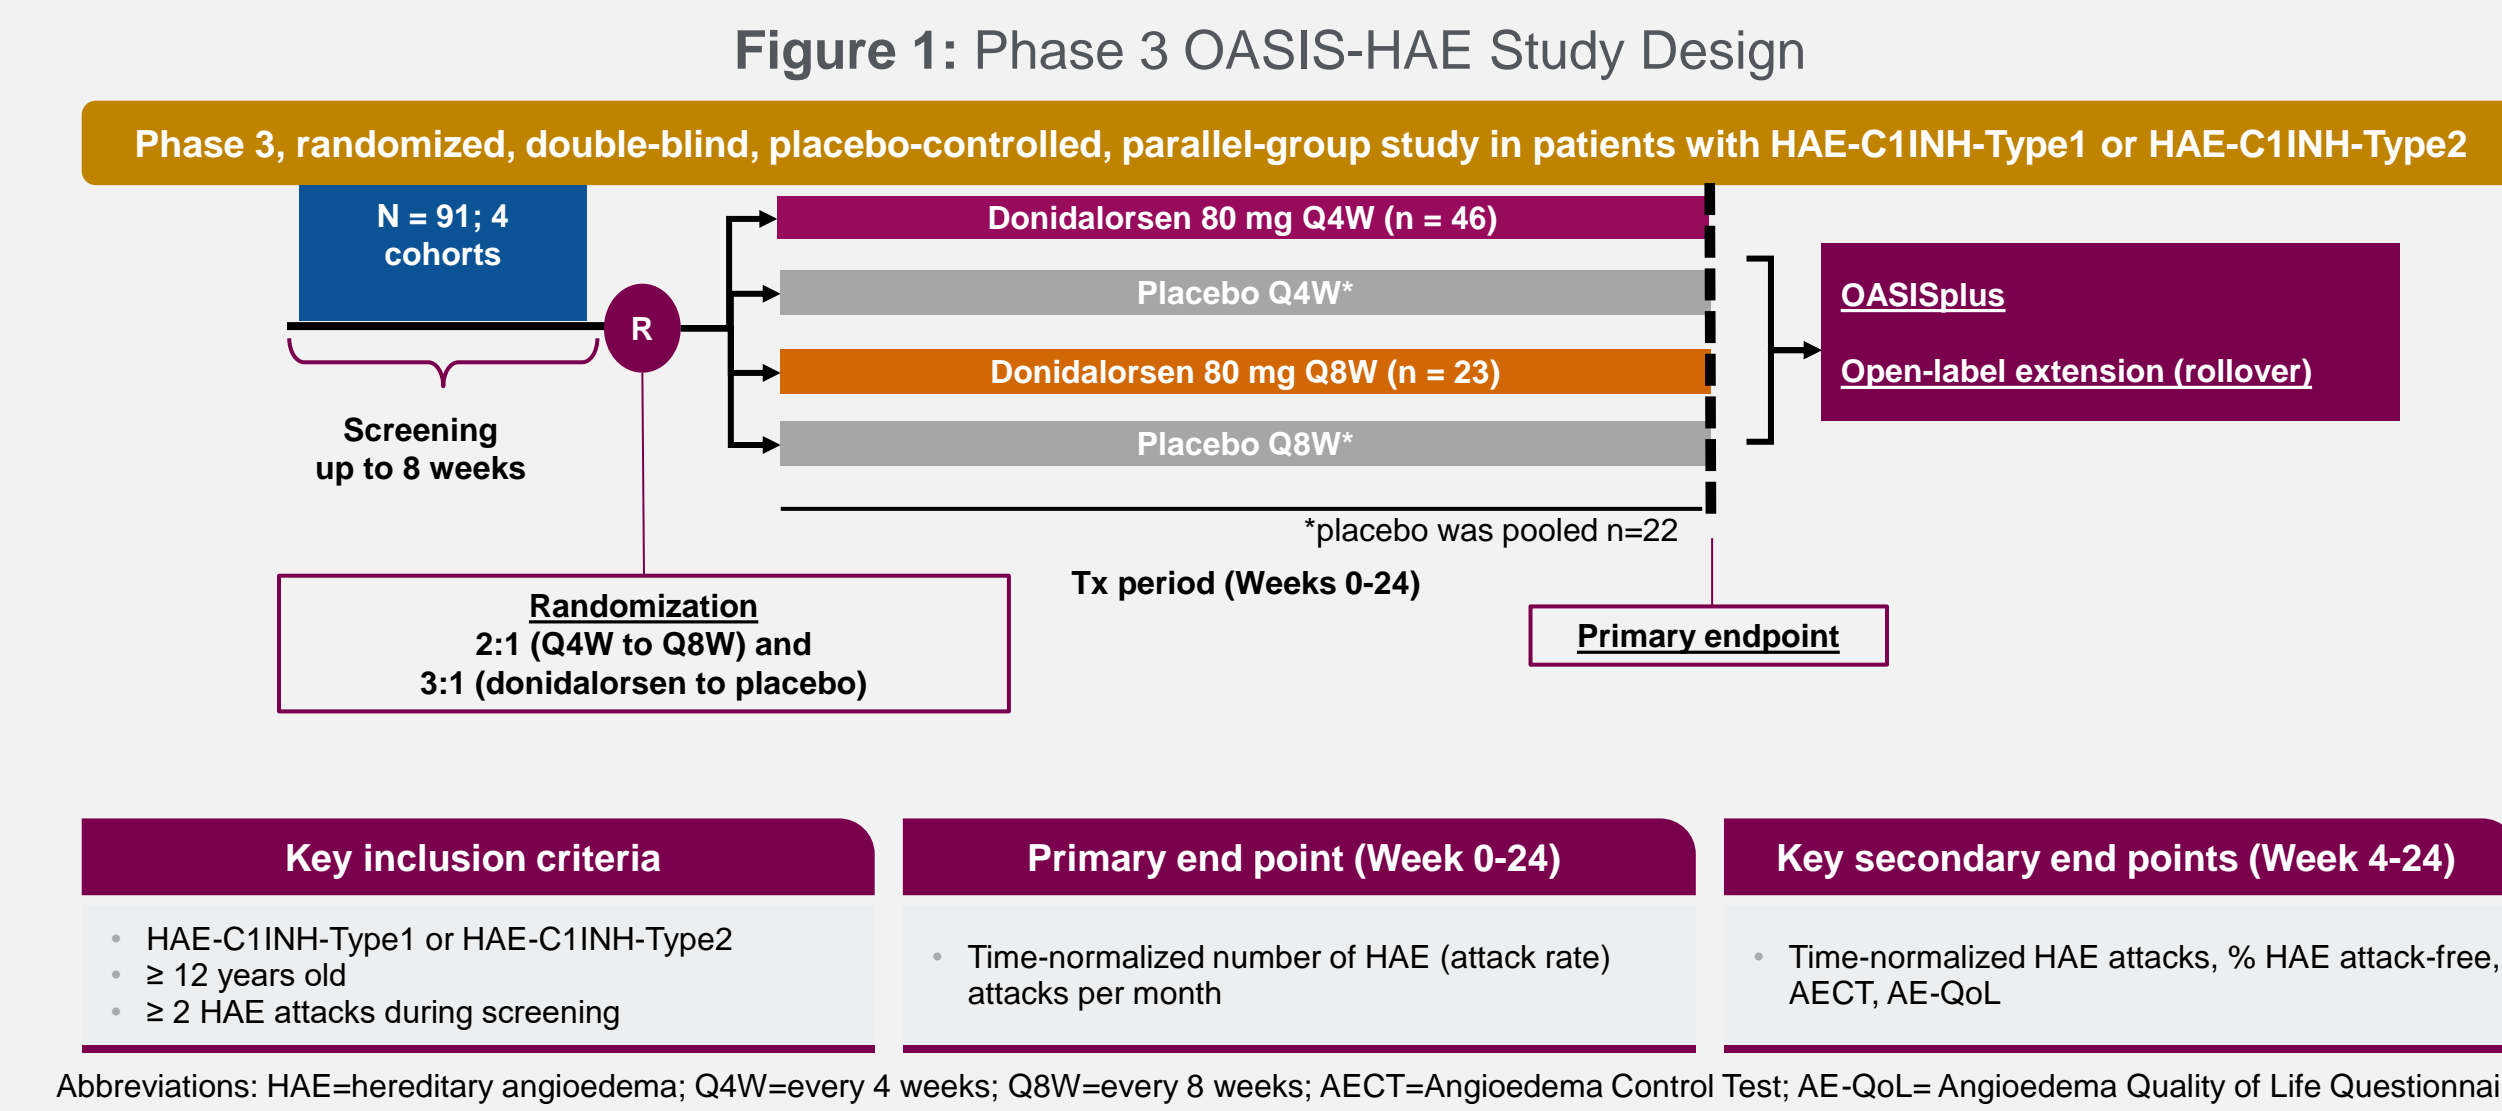 Figure 1: Phase 3 OASIS-HAE Study Design
Phase 3, randomized, double-blind, placebo-controlled, parallel-group study in patients with HAE-C1INH-Type1 or HAE-C1INH-Type2
N = 91; 4
cohorts
R
Screening
up to 8 weeks
Donidalorsen 80 mg Q4W (n = 46)
Placebo Q4W*
Donidalorsen 80 mg Q8W (n = 23)
Placebo Q8W*
*placebo was pooled n=22
Tx period (Weeks 0-24)
OASISplus
Open-label extension (rollover)
Randomization
2:1 (Q4W to Q8W) and
3:1 (donidalorsen to placebo)
Primary endpoint
Key inclusion criteria
• HAE-C1INH-Type1 or HAE-C1INH-Type2
• ≥ 12 years old
• ≥ 2 HAE attacks during screening
Primary end point (Week 0-24)
• Time-normalized number of HAE (attack rate)
attacks per month
Key secondary end points (Week 4-24)
• Time-normalized HAE attacks, % HAE attack-free,
AECT, AE-QoL
Abbreviations: HAE=hereditary angioedema; Q4W=every 4 weeks; Q8W=every 8 weeks; AECT=Angioedema Control Test; AE-QoL= Angioedema Quality of Life